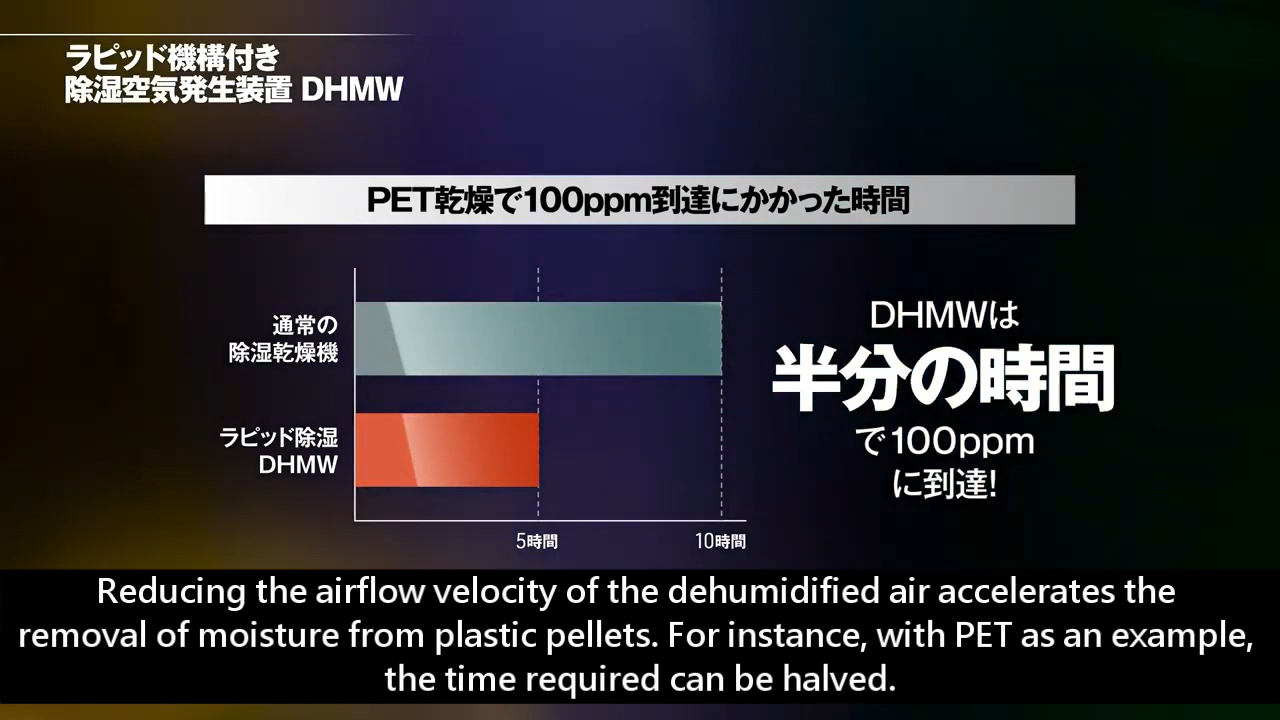 ラピッド機構付き
除湿空気発生装置 DHMW
PET乾燥で100ppm到達にかかった時間
通常の
除湿乾燥機
ラピッド除湿
DHMW
5時間
10時間
DHMWは
半分の時間
で100ppm
に到達!
Reducing the airflow velocity of the dehumidified air accelerates the
removal of moisture from plastic pellets. For instance, with PET as an example,
the time required can be halved.